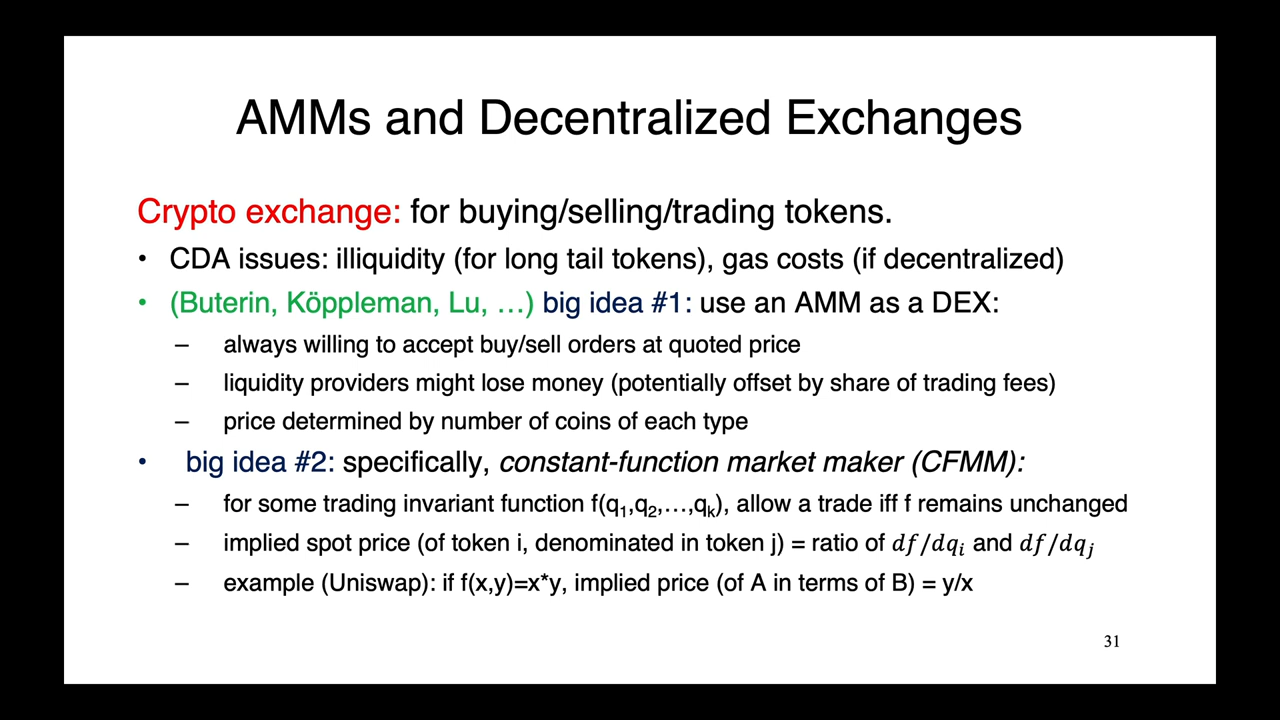 AMMs and Decentralized Exchanges
Crypto exchange: for buying/selling/trading tokens.
• CDA issues: illiquidity (for long tail tokens), gas costs (if decentralized)
• (Buterin, Köppleman, Lu, …) big idea #1: use an AMM as a DEX:
– always willing to accept buy/sell orders at quoted price
– liquidity providers might lose money (potentially offset by share of trading fees)
– price determined by number of coins of each type
• big idea #2: specifically, constant-function market maker (CFMM):
– for some trading invariant function f(q₁,q₂,…,qₖ), allow a trade iff f remains unchanged
– implied spot price (of token i, denominated in token j) = ratio of 𝑑𝑓/𝑑𝑞ᵢ and 𝑑𝑓/𝑑𝑞ⱼ
– example (Uniswap): if f(x,y)=x*y, implied price (of A in terms of B) = y/x
31